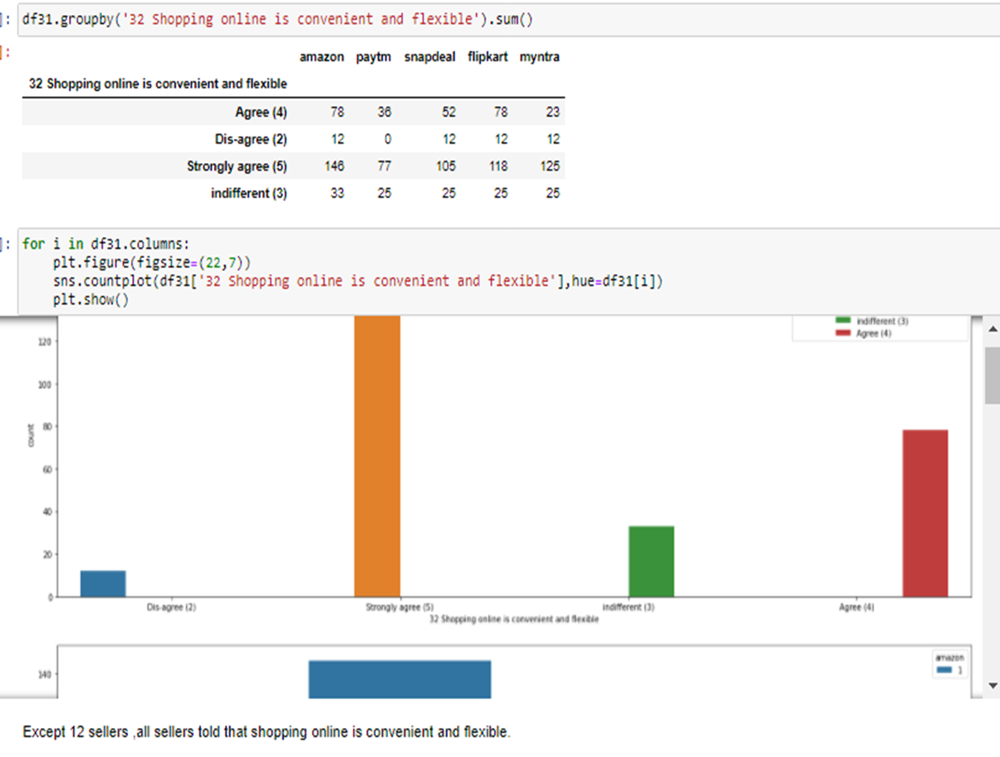 ]: df31.groupby('32 Shopping online is convenient and flexible').sum()
]:
amazon paytm snapdeal flipkart myntra
32 Shopping online is convenient and flexible
Agree (4) 78 36 52 78 23
Dis-agree (2) 12 0 12 12 12
Strongly agree (5) 146 77 105 118 125
indifferent (3) 33 25 25 25 25
]: for i in df31.columns:
plt.figure(figsize=(22,7))
sns.countplot(df31['32 Shopping online is convenient and flexible'],hue=df31[i])
plt.show()
indifferent (3)
Agree (4)
120
100
80
60
40
20
0
count
Dis-agree (2) Strongly agree (5) indifferent (3) Agree (4)
32 Shopping online is convenient and flexible
140
amazon
1
Except 12 sellers ,all sellers told that shopping online is convenient and flexible.